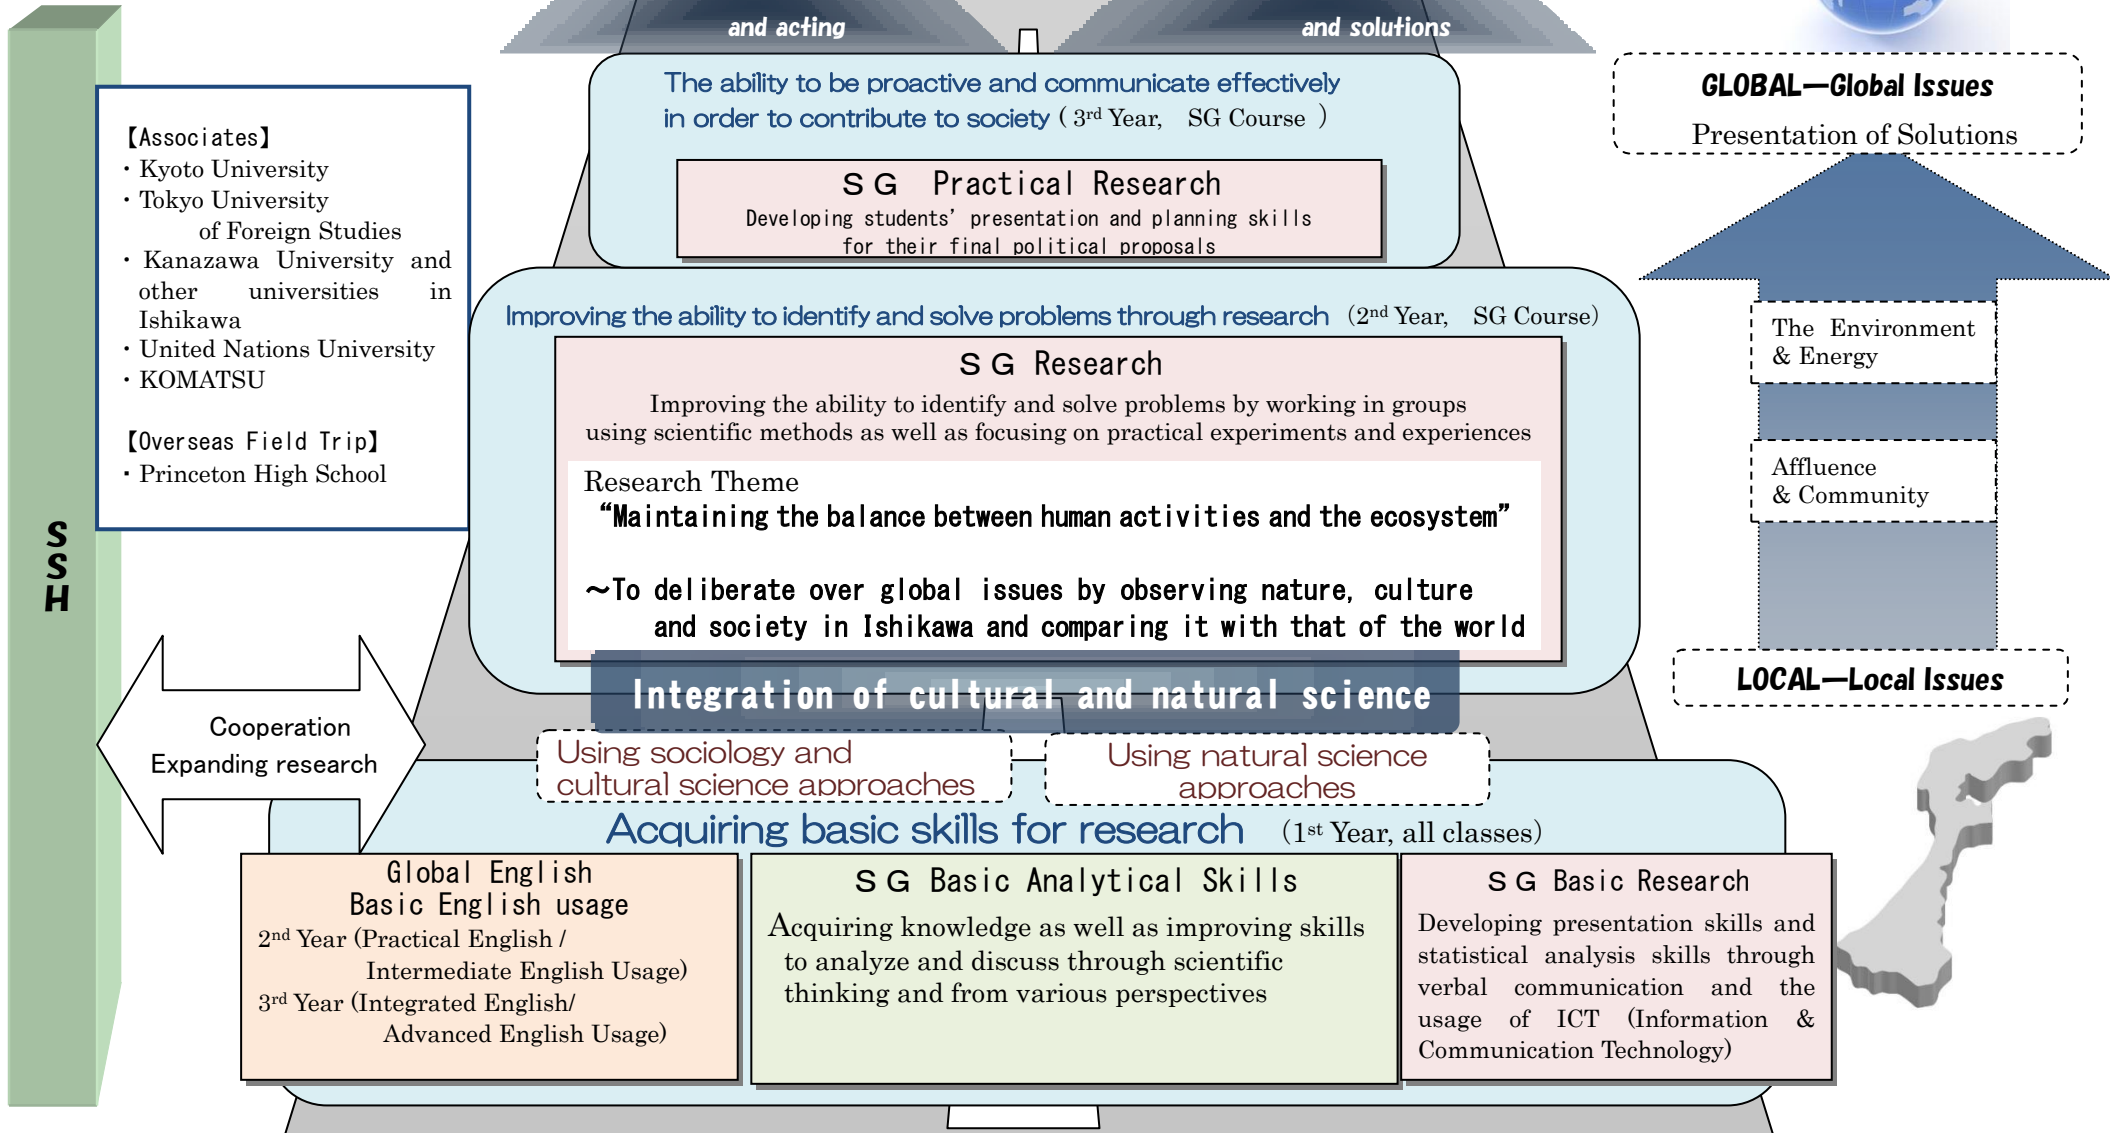 and acting
and solutions
The ability to be proactive and communicate effectively
in order to contribute to society ( 3rd Year, SG Course )
ＳＧ Practical Research
Developing students' presentation and planning skills
for their final political proposals
GLOBAL—Global Issues
Presentation of Solutions
【Associates】
・Kyoto University
・Tokyo University
of Foreign Studies
・Kanazawa University and
other universities in
Ishikawa
・United Nations University
・KOMATSU
【Overseas Field Trip】
・Princeton High School
SSH
Improving the ability to identify and solve problems through research (2nd Year, SG Course)
ＳＧ Research
Improving the ability to identify and solve problems by working in groups
using scientific methods as well as focusing on practical experiments and experiences
Research Theme
“Maintaining the balance between human activities and the ecosystem”
～To deliberate over global issues by observing nature, culture
and society in Ishikawa and comparing it with that of the world
The Environment
& Energy
Affluence
& Community
LOCAL—Local Issues
Integration of cultural and natural science
Cooperation
Expanding research
Using sociology and
cultural science approaches
Using natural science
approaches
Acquiring basic skills for research (1st Year, all classes)
Global English
Basic English usage
2nd Year (Practical English /
Intermediate English Usage)
3rd Year (Integrated English/
Advanced English Usage)
ＳＧ Basic Analytical Skills
Acquiring knowledge as well as improving skills
to analyze and discuss through scientific
thinking and from various perspectives
ＳＧ Basic Research
Developing presentation skills and
statistical analysis skills through
verbal communication and the
usage of ICT (Information &
Communication Technology)